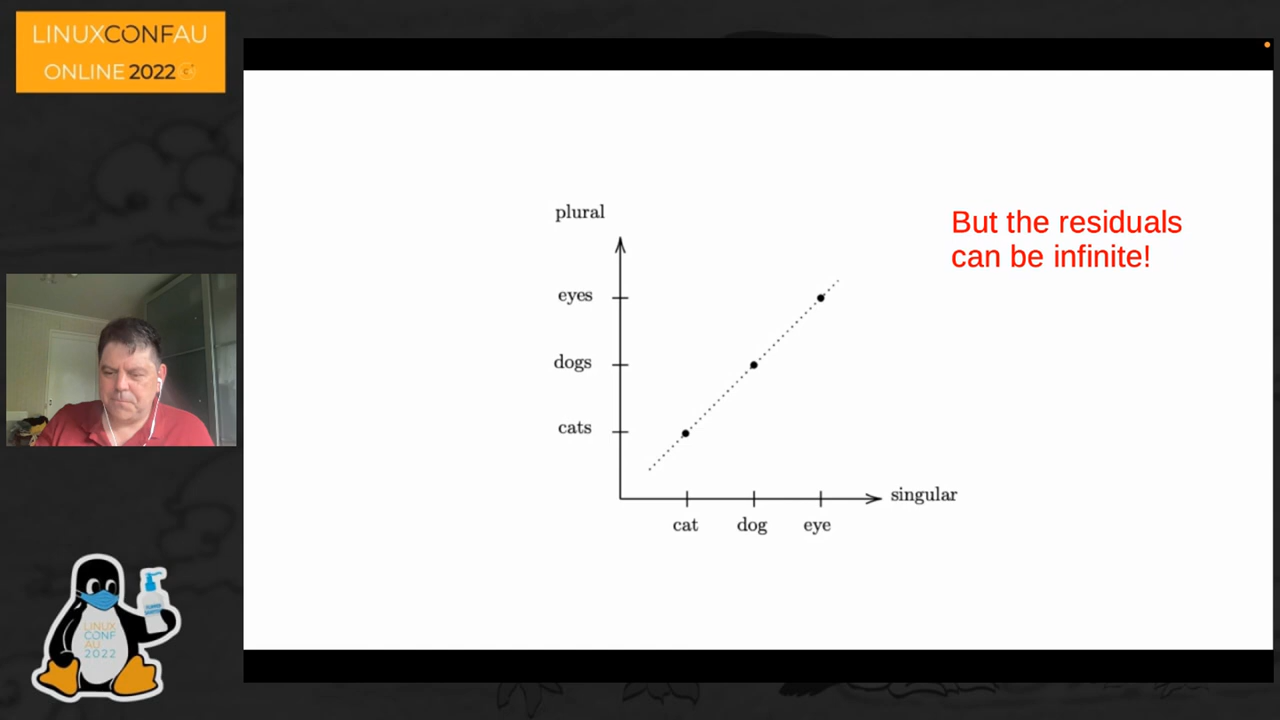 LINUXCONFAU
ONLINE 2022
plural
But the residuals
can be infinite!
eyes
dogs
cats
singular
cat dog eye
LINUX
CONF
AU
2022